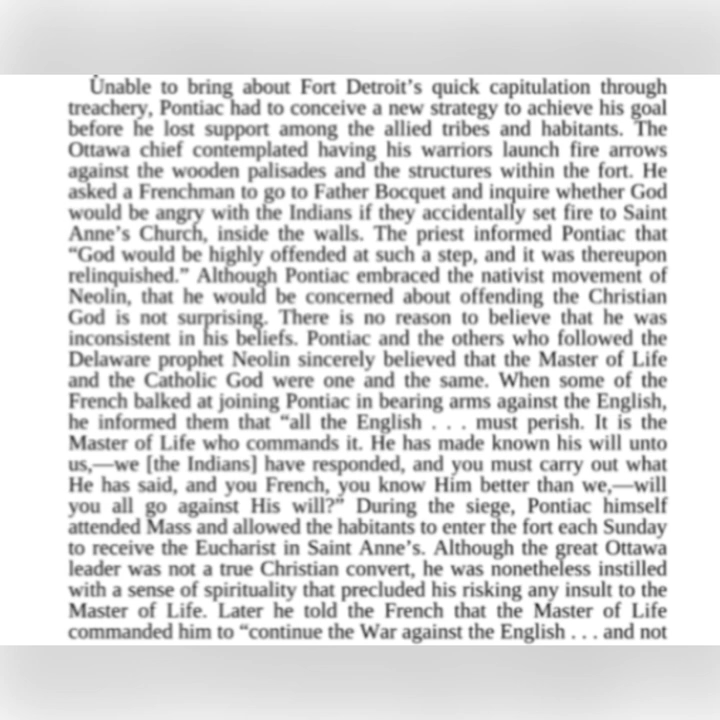 Unable to bring about Fort Detroit’s quick capitulation through
treachery, Pontiac had to conceive a new strategy to achieve his goal
before he lost support among the allied tribes and habitants. The
Ottawa chief contemplated having his warriors launch fire arrows
against the wooden palisades and the structures within the fort. He
asked a Frenchman to go to Father Bocquet and inquire whether God
would be angry with the Indians if they accidentally set fire to Saint
Anne’s Church, inside the walls. The priest informed Pontiac that
“God would be highly offended at such a step, and it was thereupon
relinquished.” Although Pontiac embraced the nativist movement of
Neolin, that he would be concerned about offending the Christian
God is not surprising. There is no reason to believe that he was
inconsistent in his beliefs. Pontiac and the others who followed the
Delaware prophet Neolin sincerely believed that the Master of Life
and the Catholic God were one and the same. When some of the
French balked at joining Pontiac in bearing arms against the English,
he informed them that “all the English . . . must perish. It is the
Master of Life who commands it. He has made known his will unto
us,—we [the Indians] have responded, and you must carry out what
He has said, and you French, you know Him better than we,—will
you all go against His will?” During the siege, Pontiac himself
attended Mass and allowed the habitants to enter the fort each Sunday
to receive the Eucharist in Saint Anne’s. Although the great Ottawa
leader was not a true Christian convert, he was nonetheless instilled
with a sense of spirituality that precluded his risking any insult to the
Master of Life. Later he told the French that the Master of Life
commanded him to “continue the War against the English . . . and not